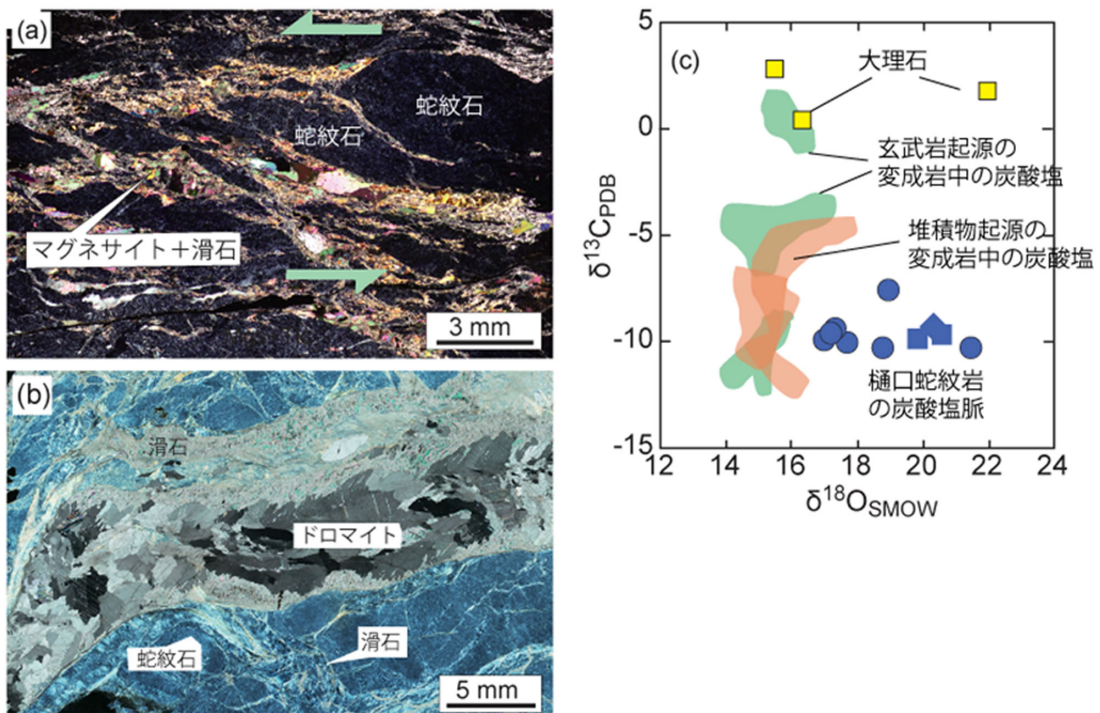 (a)
蛇紋石
蛇紋石
マグネサイト+滑石
3 mm
(b)
滑石
ドロマイト
滑石
蛇紋石
5 mm
(c)
δ13CPDB
5
0
-5
-10
-15
大理石
玄武岩起源の
変成岩中の炭酸塩
堆積物起源の
変成岩中の炭酸塩
樋口蛇紋岩
の炭酸塩脈
12 14 16 18 20 22 24
δ18OSMOW